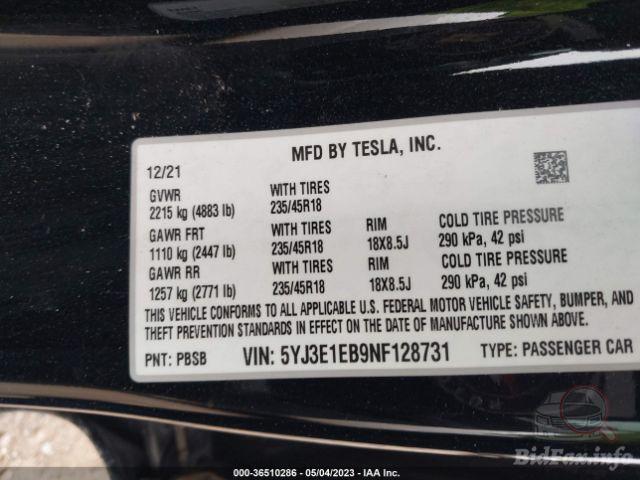 MFD BY TESLA, INC.
12/21
GVWR WITH TIRES
2215 kg (4883 lb) 235/45R18
GAWR FRT WITH TIRES RIM COLD TIRE PRESSURE
1110 kg (2447 lb) 235/45R18 18X8.5J 290 kPa, 42 psi
GAWR RR WITH TIRES RIM COLD TIRE PRESSURE
1257 kg (2771 lb) 235/45R18 18X8.5J 290 kPa, 42 psi
THIS VEHICLE CONFORMS TO ALL APPLICABLE U.S. FEDERAL MOTOR VEHICLE SAFETY, BUMPER, AND
THEFT PREVENTION STANDARDS IN EFFECT ON THE DATE OF MANUFACTURE SHOWN ABOVE.
PNT: PBSB VIN: 5YJ3E1EB9NF128731 TYPE: PASSENGER CAR
BidFax.info
000-36510286 - 05/04/2023 - IAA Inc.